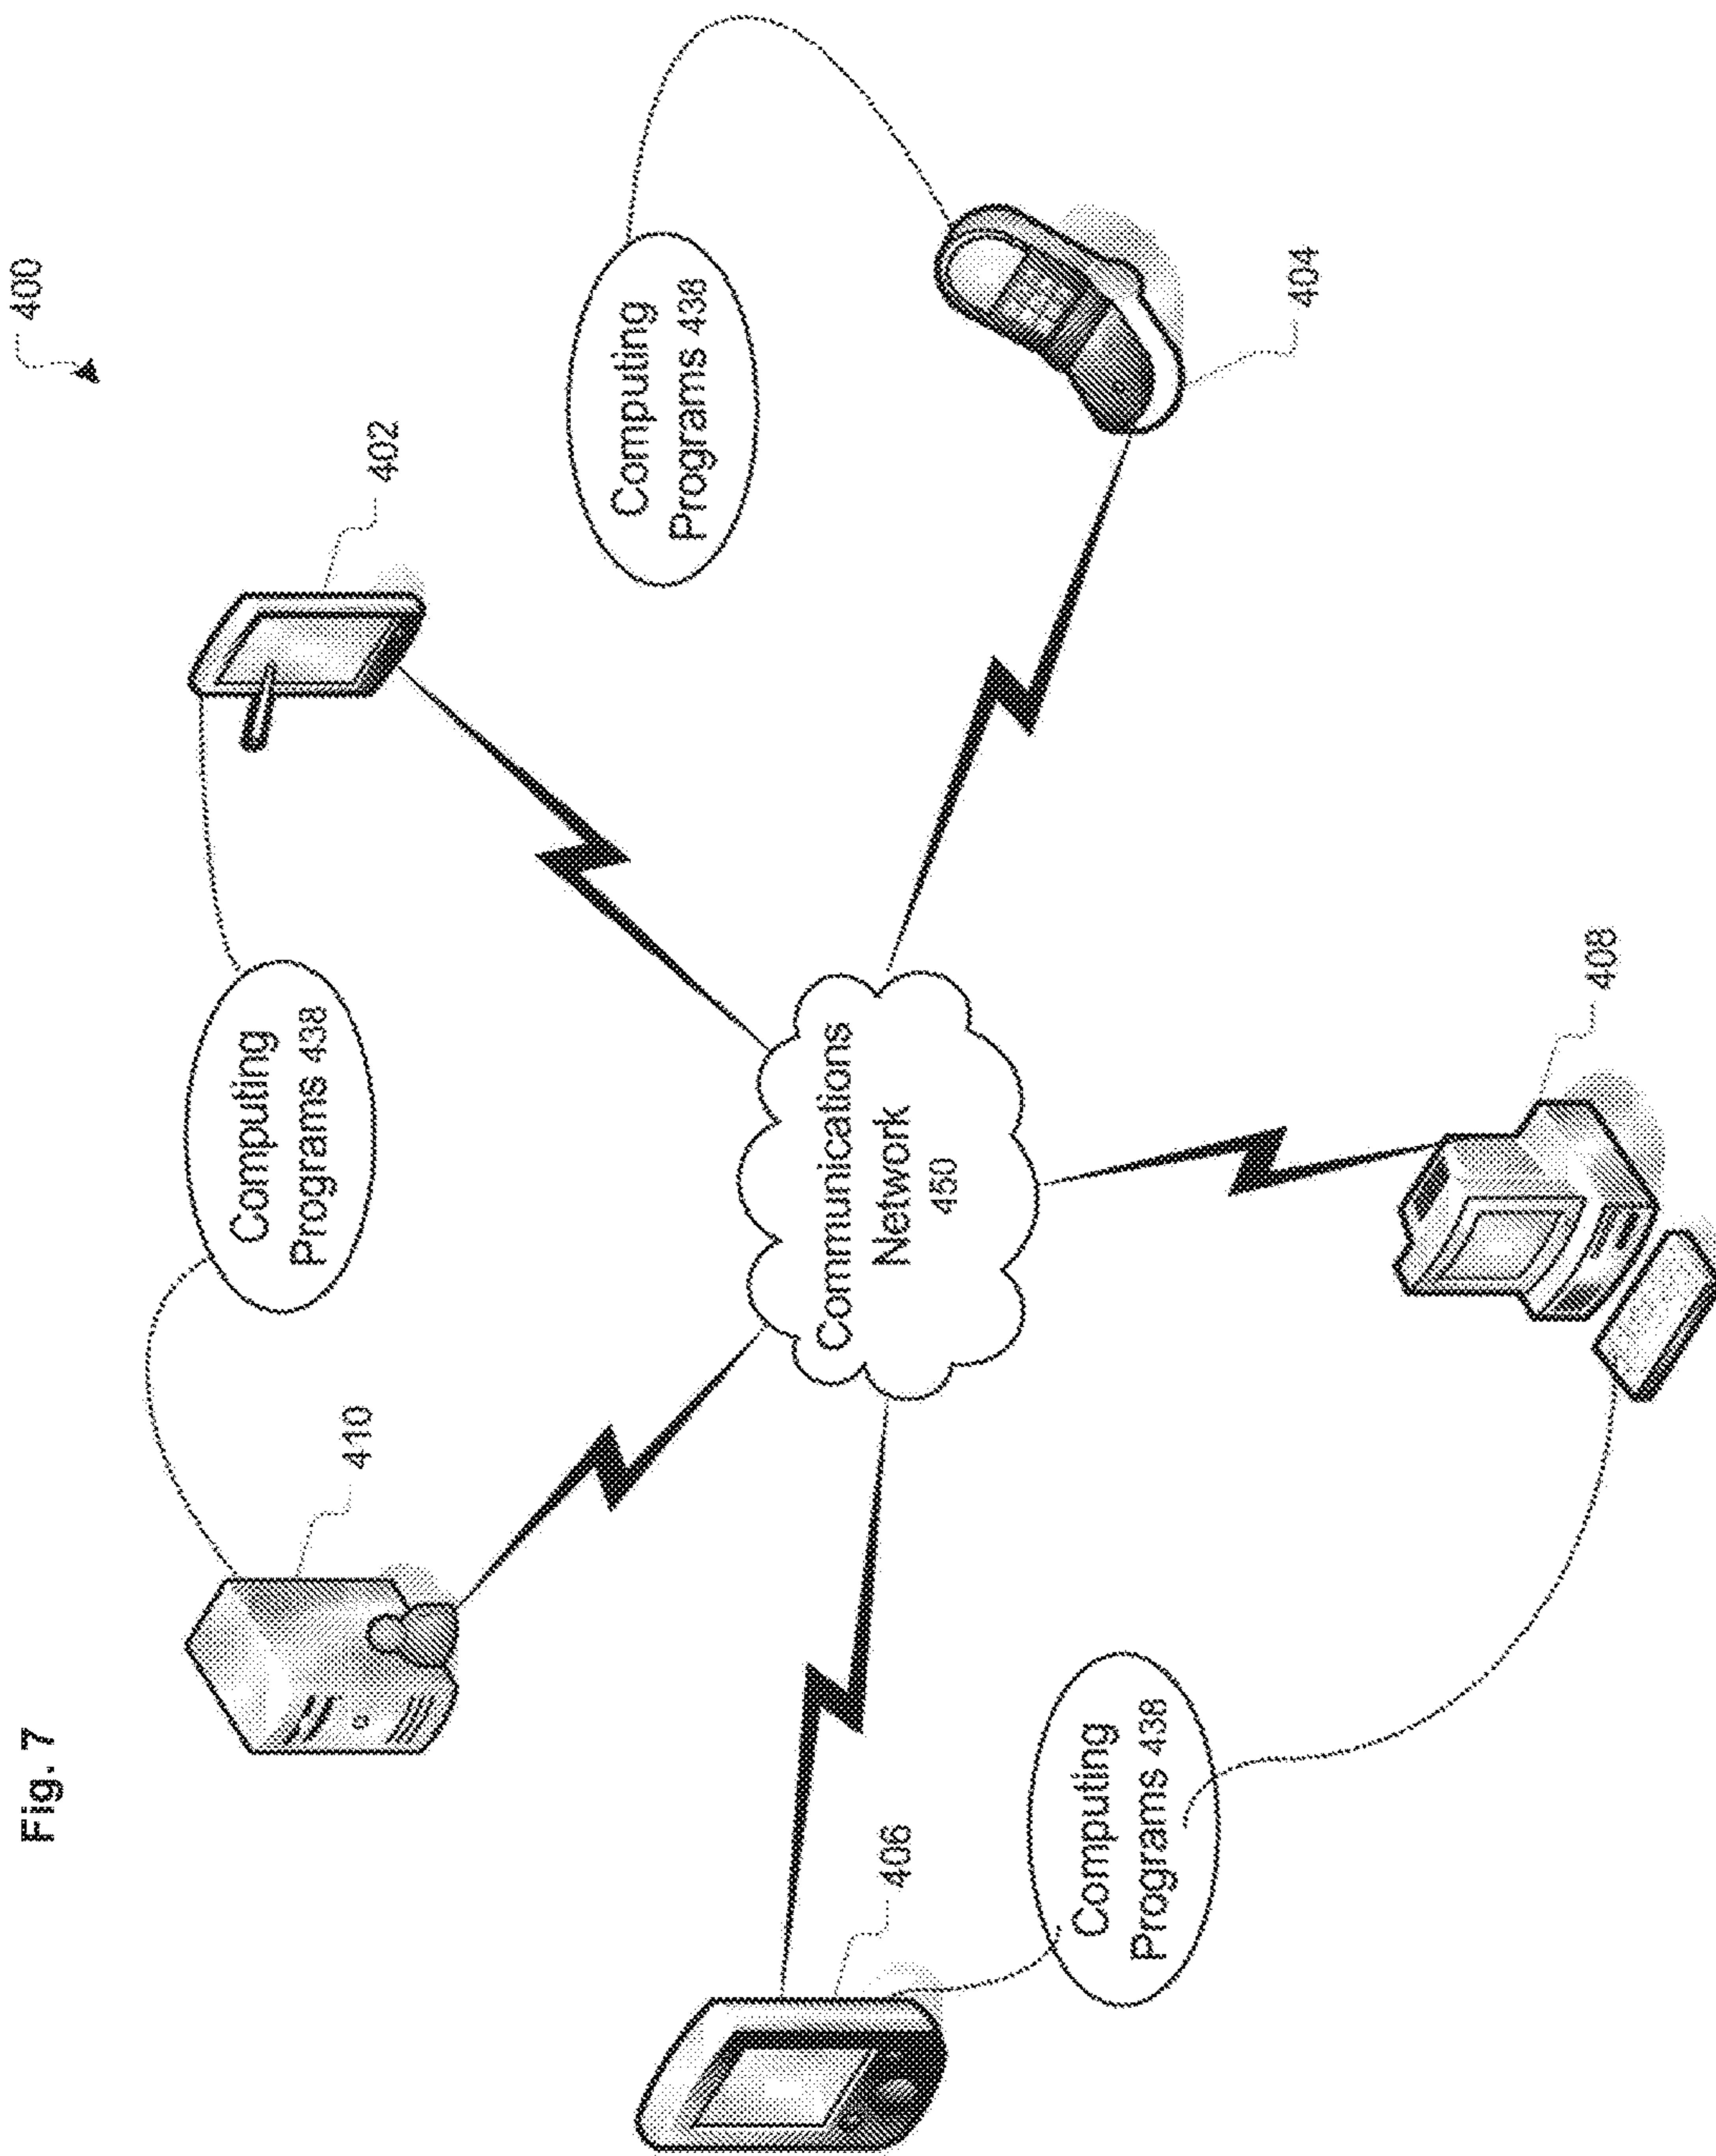 Fig. 7
400
410
Computing
Programs 438
402
Computing
Programs 438
404
Communications
Network
450
406
Computing
Programs 438
408